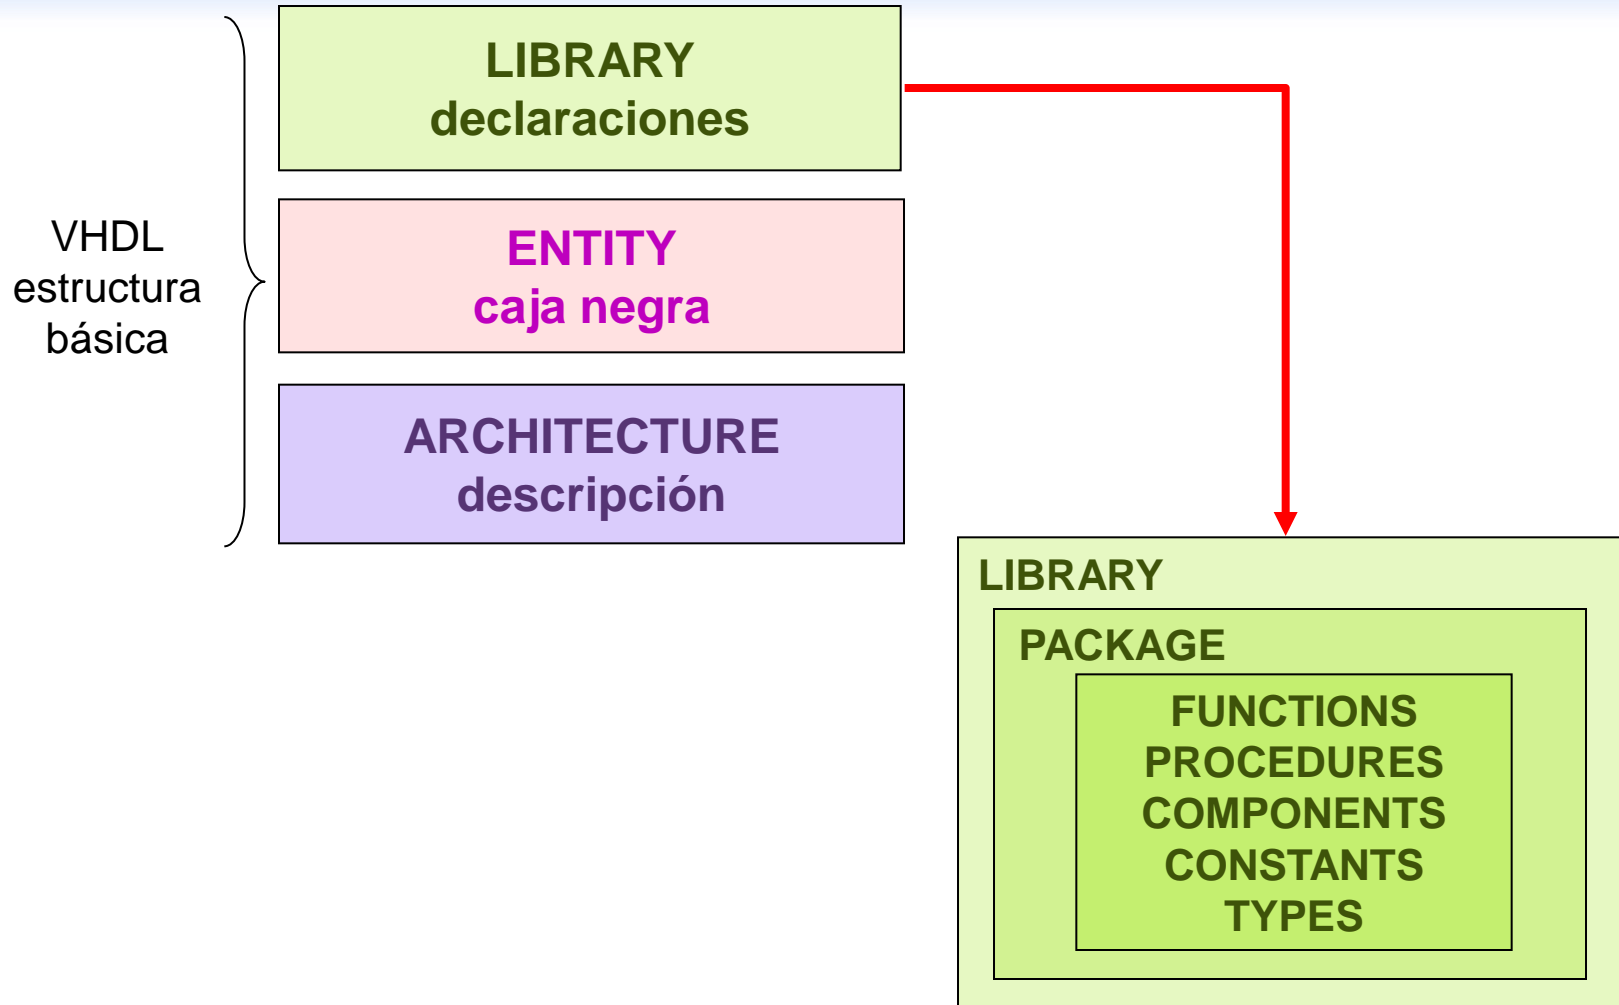 LIBRARY
declaraciones
VHDL
estructura
básica
ENTITY
caja negra
ARCHITECTURE
descripción
LIBRARY
PACKAGE
FUNCTIONS
PROCEDURES
COMPONENTS
CONSTANTS
TYPES